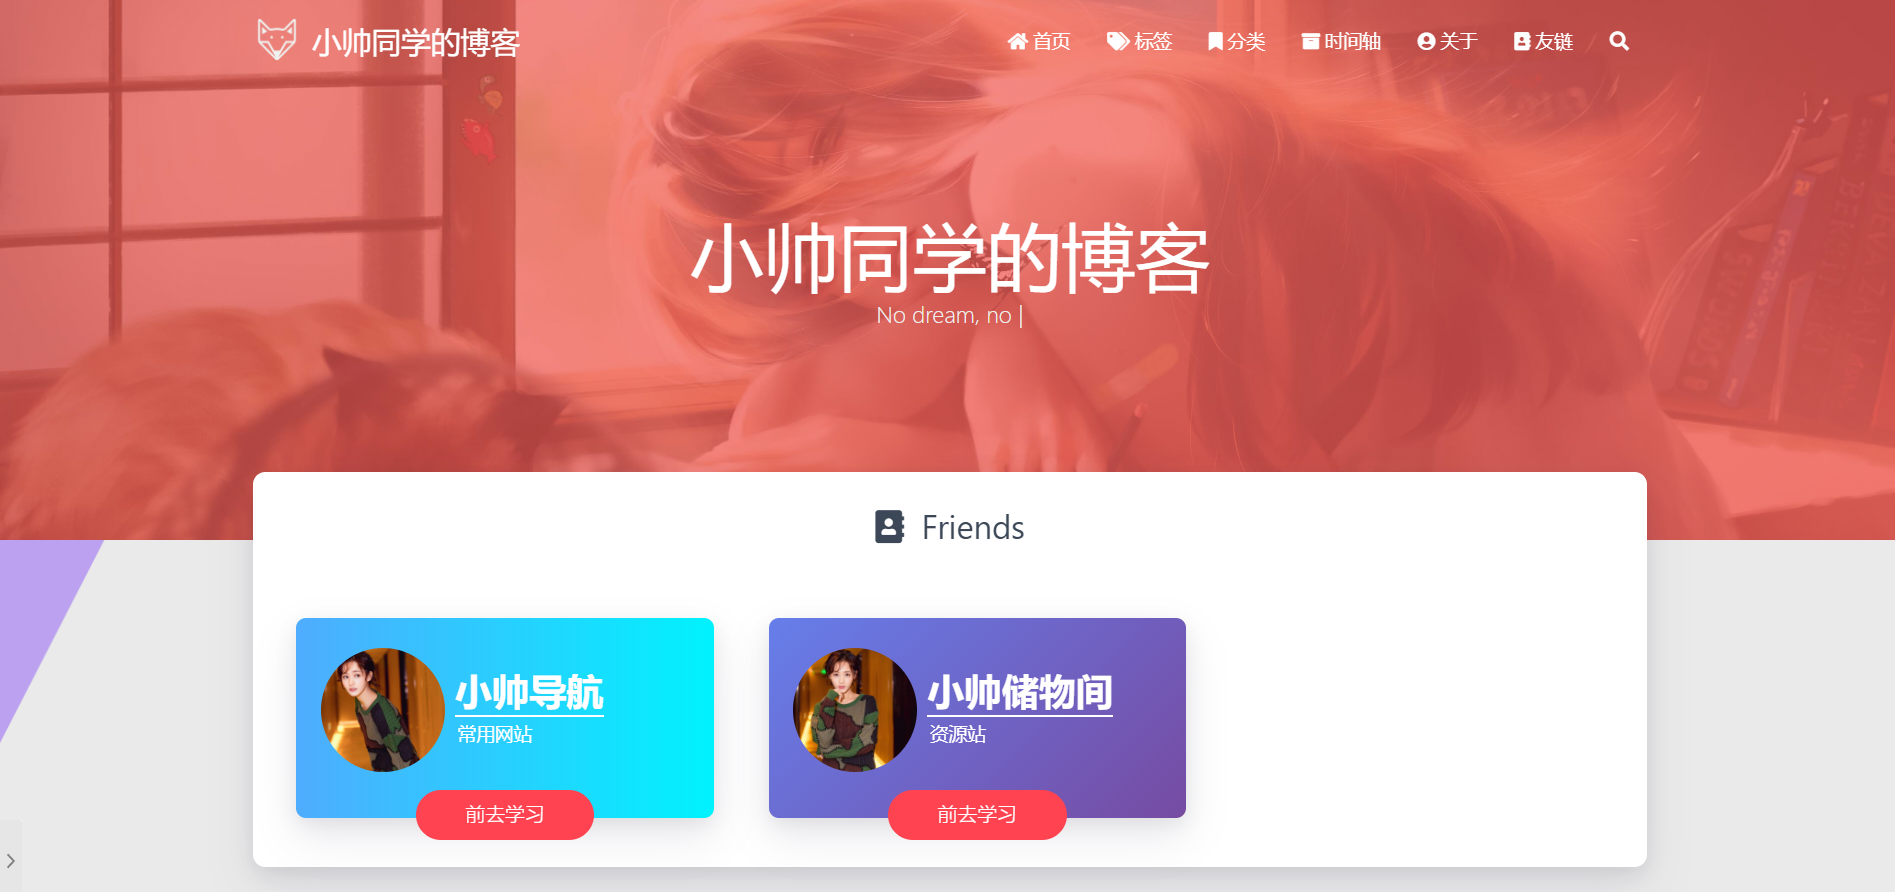 小帅同学的博客
首页 标签 分类 时间轴 关于 友链
小帅同学的博客
No dream, no |
Friends
小帅导航
常用网站
前去学习
小帅储物间
资源站
前去学习